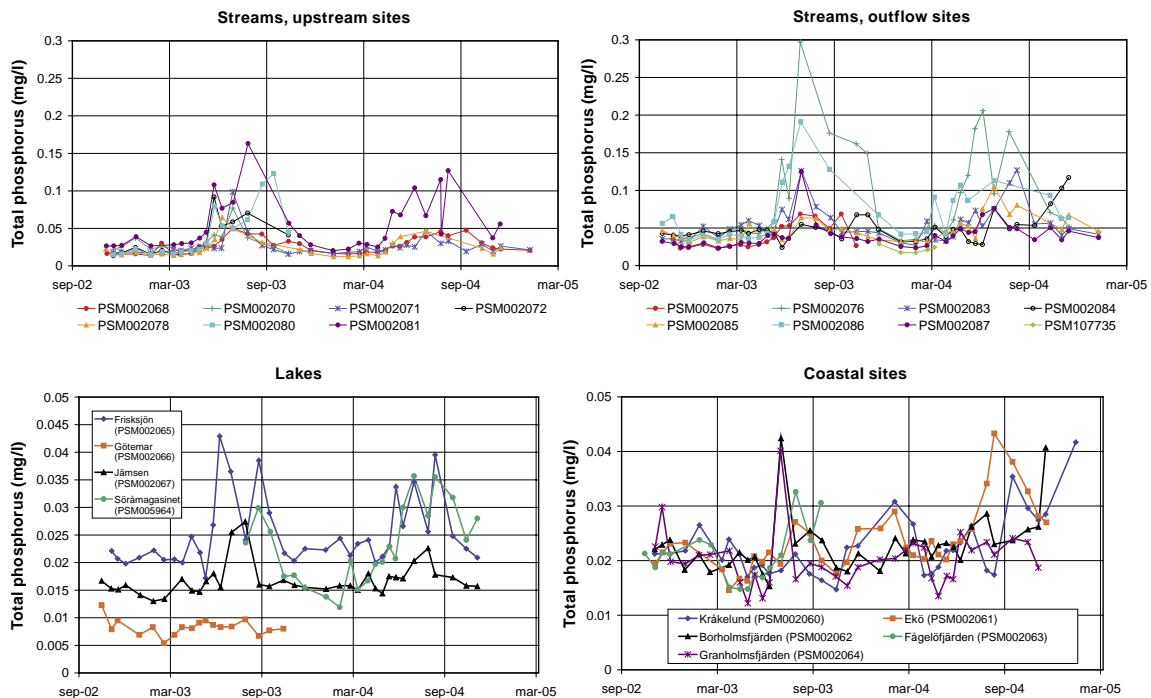 Streams, upstream sites
Total phosphorus (mg/l)
0.3
0.25
0.2
0.15
0.1
0.05
0
sep-02 mar-03 sep-03 mar-04 sep-04 mar-05
PSM002068 PSM002070 PSM002071 PSM002072
PSM002078 PSM002080 PSM002081
Streams, outflow sites
Total phosphorus (mg/l)
0.3
0.25
0.2
0.15
0.1
0.05
0
sep-02 mar-03 sep-03 mar-04 sep-04 mar-05
PSM002075 PSM002076 PSM002083 PSM002084
PSM002085 PSM002086 PSM002087 PSM107735
Lakes
Total phosphorus (mg/l)
0.05
0.045
0.04
0.035
0.03
0.025
0.02
0.015
0.01
0.005
0
Frisksjön
(PSM002065)
Götemar
(PSM002066)
Jämsen
(PSM002067)
Söråmagasinet
(PSM005964)
sep-02 mar-03 sep-03 mar-04 sep-04 mar-05
Coastal sites
Total phosphorus (mg/l)
0.05
0.04
0.03
0.02
0.01
0
Kråkelund (PSM002060) Ekö (PSM002061)
Borholmsfjärden (PSM002062 Fågelöfjärden (PSM002063)
Granholmsfjärden (PSM002064)
sep-02 mar-03 sep-03 mar-04 sep-04 mar-05